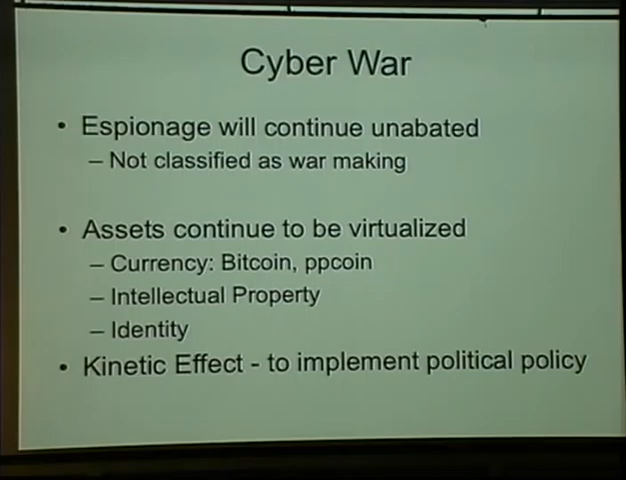 Cyber War
• Espionage will continue unabated
– Not classified as war making
• Assets continue to be virtualized
– Currency: Bitcoin, ppcoin
– Intellectual Property
– Identity
• Kinetic Effect - to implement political policy